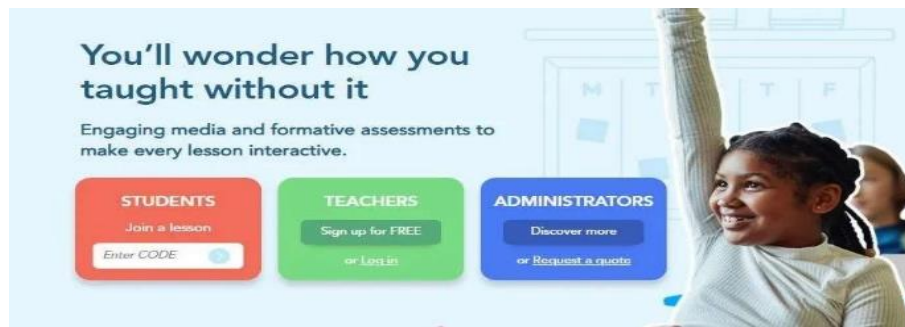 You'll wonder how you
taught without it
Engaging media and formative assessments to
make every lesson interactive.
STUDENTS
Join a lesson
Enter CODE
TEACHERS
Sign up for FREE
or Log in
ADMINISTRATORS
Discover more
or Request a quote
M T T F